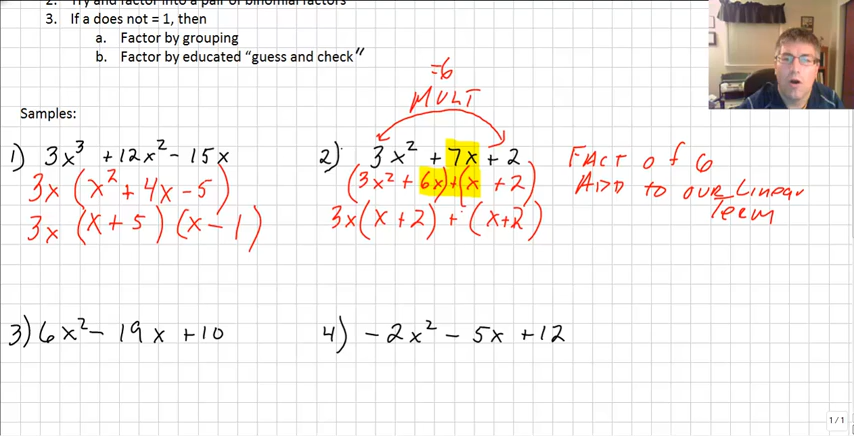 2. Try and factor into a pair of binomial factors
3. If a does not = 1, then
a. Factor by grouping
b. Factor by educated "guess and check"
Samples:
=6
MULT
1) 3x³ + 12x² - 15x
3x (x² + 4x - 5)
3x (x + 5) (x - 1)
2) 3x² + 7x + 2
(3x² + 6x) + (x + 2)
3x (x + 2) + (x + 2)
FACT of 6
ADD to our Linear
Term
3) 6x² - 19x + 10
4) -2x² - 5x + 12
1/1